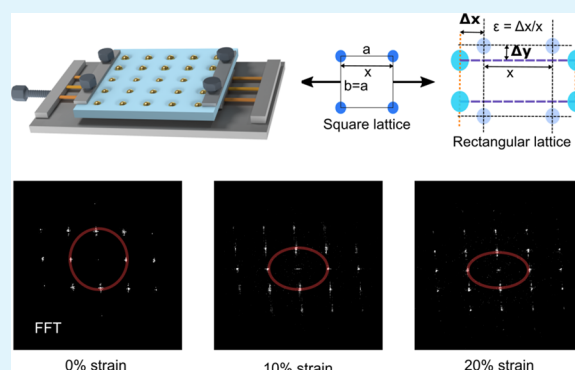 Δx
ε = Δx/x
Δy
a
x
b=a
x
Square lattice
Rectangular lattice
FFT
0% strain
10% strain
20% strain